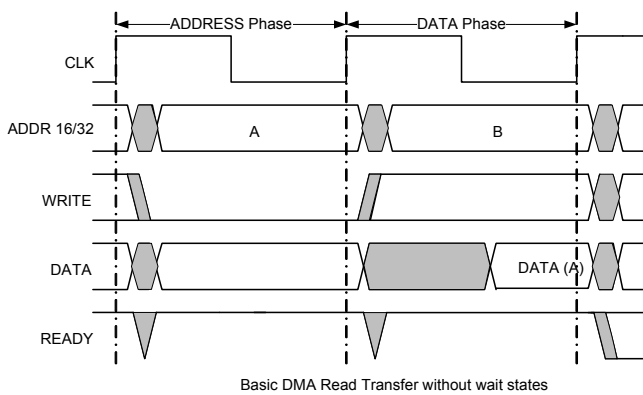 ADDRESS Phase DATA Phase
CLK
ADDR 16/32 A B
WRITE
DATA DATA (A)
READY
Basic DMA Read Transfer without wait states